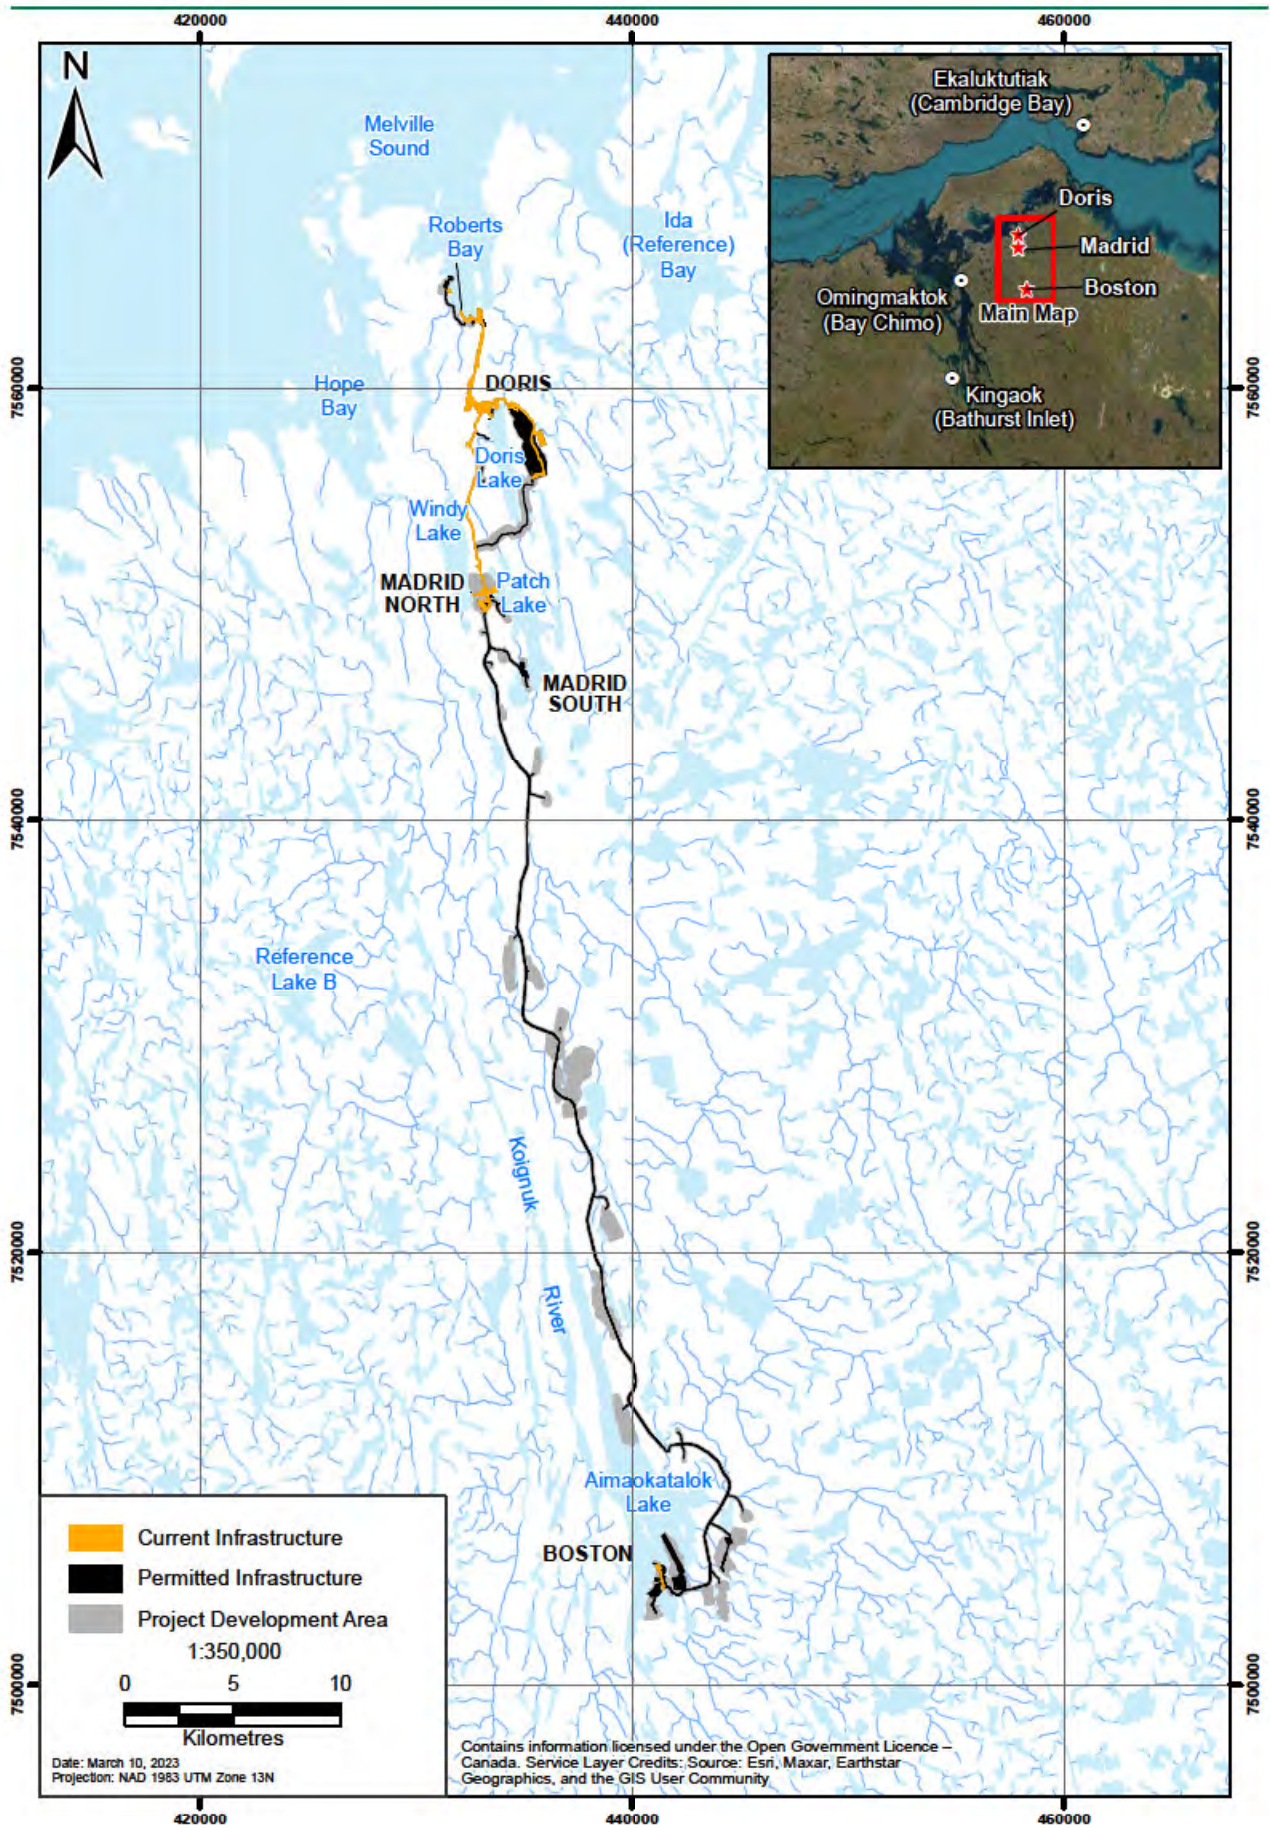 420000
440000
460000
N
Melville
Sound
Roberts
Bay
Ida
(Reference)
Bay
Ekaluktutiak
(Cambridge Bay)
Doris
Madrid
Boston
Omingmaktok
(Bay Chimo)
Main Map
Kingaok
(Bathurst Inlet)
7560000
7560000
Hope
Bay
DORIS
Doris
Lake
Windy
Lake
MADRID
NORTH
Patch
Lake
MADRID
SOUTH
7540000
7540000
Reference
Lake B
Koignuk
River
7520000
7520000
Aimaokatalok
Lake
BOSTON
Current Infrastructure
Permitted Infrastructure
Project Development Area
1:350,000
0 5 10
Kilometres
7500000
7500000
Date: March 10, 2023
Projection: NAD 1983 UTM Zone 13N
Contains information licensed under the Open Government Licence –
Canada. Service Layer Credits: Source: Esri, Maxar, Earthstar
Geographics, and the GIS User Community
420000
440000
460000